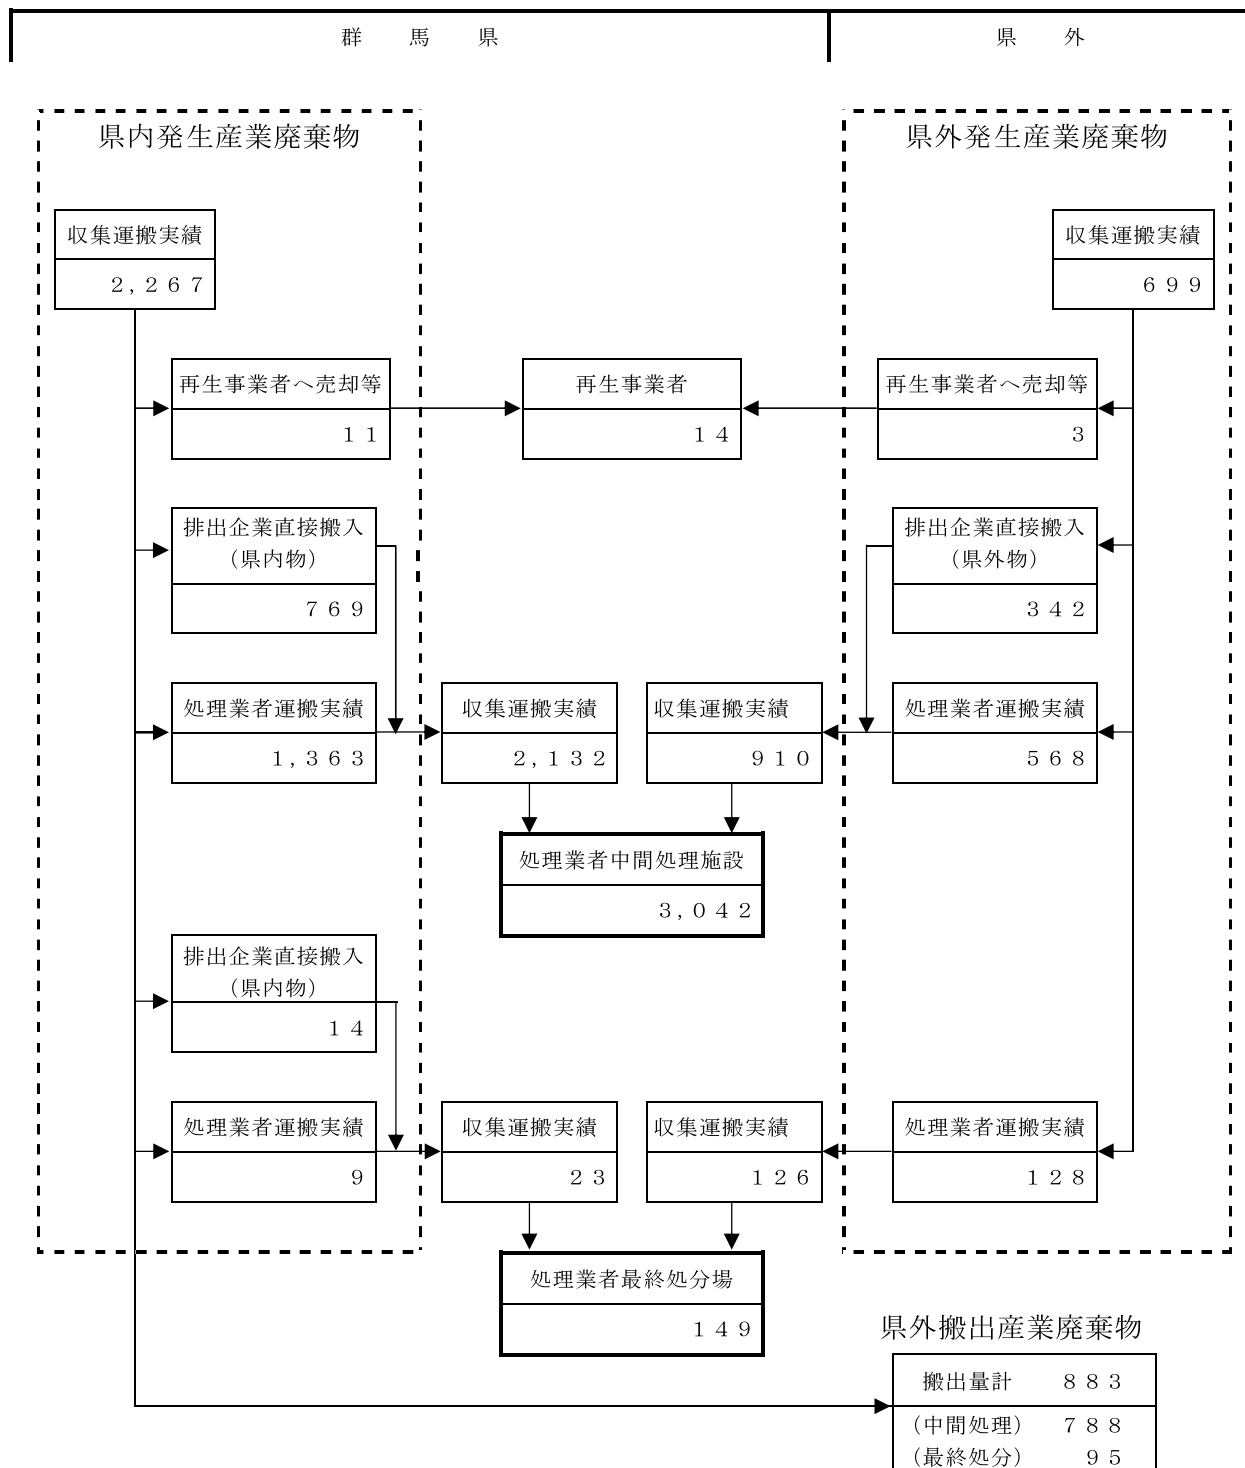 群馬県
県外
県内発生産業廃棄物
県外発生産業廃棄物
収集運搬実績
2,267
収集運搬実績
699
再生事業者へ売却等
11
再生事業者
14
再生事業者へ売却等
3
排出企業直接搬入
(県内物)
769
排出企業直接搬入
(県外物)
342
処理業者運搬実績
1,363
収集運搬実績
2,132
収集運搬実績
910
処理業者運搬実績
568
処理業者中間処理施設
3,042
排出企業直接搬入
(県内物)
14
処理業者運搬実績
9
収集運搬実績
23
収集運搬実績
126
処理業者運搬実績
128
処理業者最終処分場
149
県外搬出産業廃棄物
搬出量計 883
(中間処理) 788
(最終処分) 95